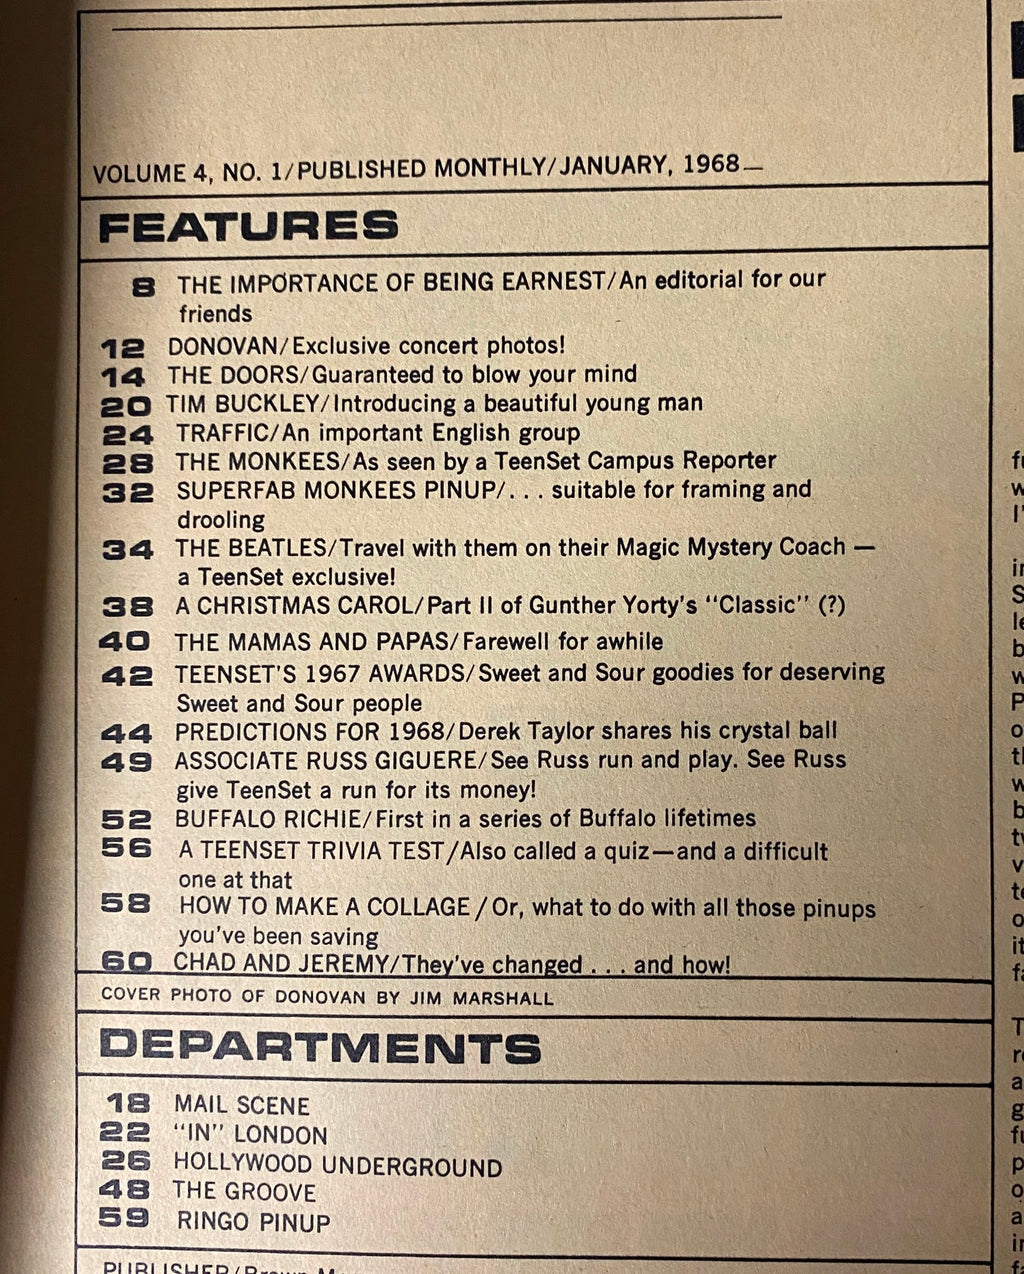 VOLUME 4, NO. 1/PUBLISHED MONTHLY/JANUARY, 1968—
FEATURES
8 THE IMPORTANCE OF BEING EARNEST/An editorial for our
friends
12 DONOVAN/Exclusive concert photos!
14 THE DOORS/Guaranteed to blow your mind
20 TIM BUCKLEY/Introducing a beautiful young man
24 TRAFFIC/An important English group
28 THE MONKEES/As seen by a TeenSet Campus Reporter
32 SUPERFAB MONKEES PINUP/. . . suitable for framing and
drooling
34 THE BEATLES/Travel with them on their Magic Mystery Coach —
a TeenSet exclusive!
38 A CHRISTMAS CAROL/Part II of Gunther Yorty's "Classic" (?)
40 THE MAMAS AND PAPAS/Farewell for awhile
42 TEENSET'S 1967 AWARDS/Sweet and Sour goodies for deserving
Sweet and Sour people
44 PREDICTIONS FOR 1968/Derek Taylor shares his crystal ball
49 ASSOCIATE RUSS GIGUERE/See Russ run and play. See Russ
give TeenSet a run for its money!
52 BUFFALO RICHIE/First in a series of Buffalo lifetimes
56 A TEENSET TRIVIA TEST/Also called a quiz—and a difficult
one at that
58 HOW TO MAKE A COLLAGE/Or, what to do with all those pinups
you've been saving
60 CHAD AND JEREMY/They've changed . . . and how!
COVER PHOTO OF DONOVAN BY JIM MARSHALL
DEPARTMENTS
18 MAIL SCENE
22 "IN" LONDON
26 HOLLYWOOD UNDERGROUND
48 THE GROOVE
59 RINGO PINUP
PUBLISHER/